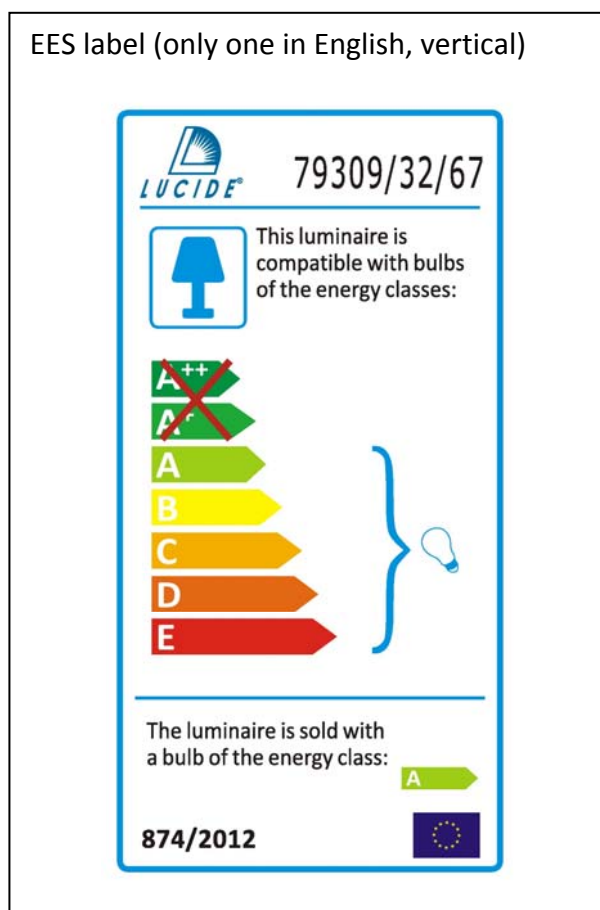 EES label (only one in English, vertical)
LUCIDE®
79309/32/67
This luminaire is
compatible with bulbs
of the energy classes:
A++
A+
A
B
C
D
E
The luminaire is sold with
a bulb of the energy class:
A
874/2012